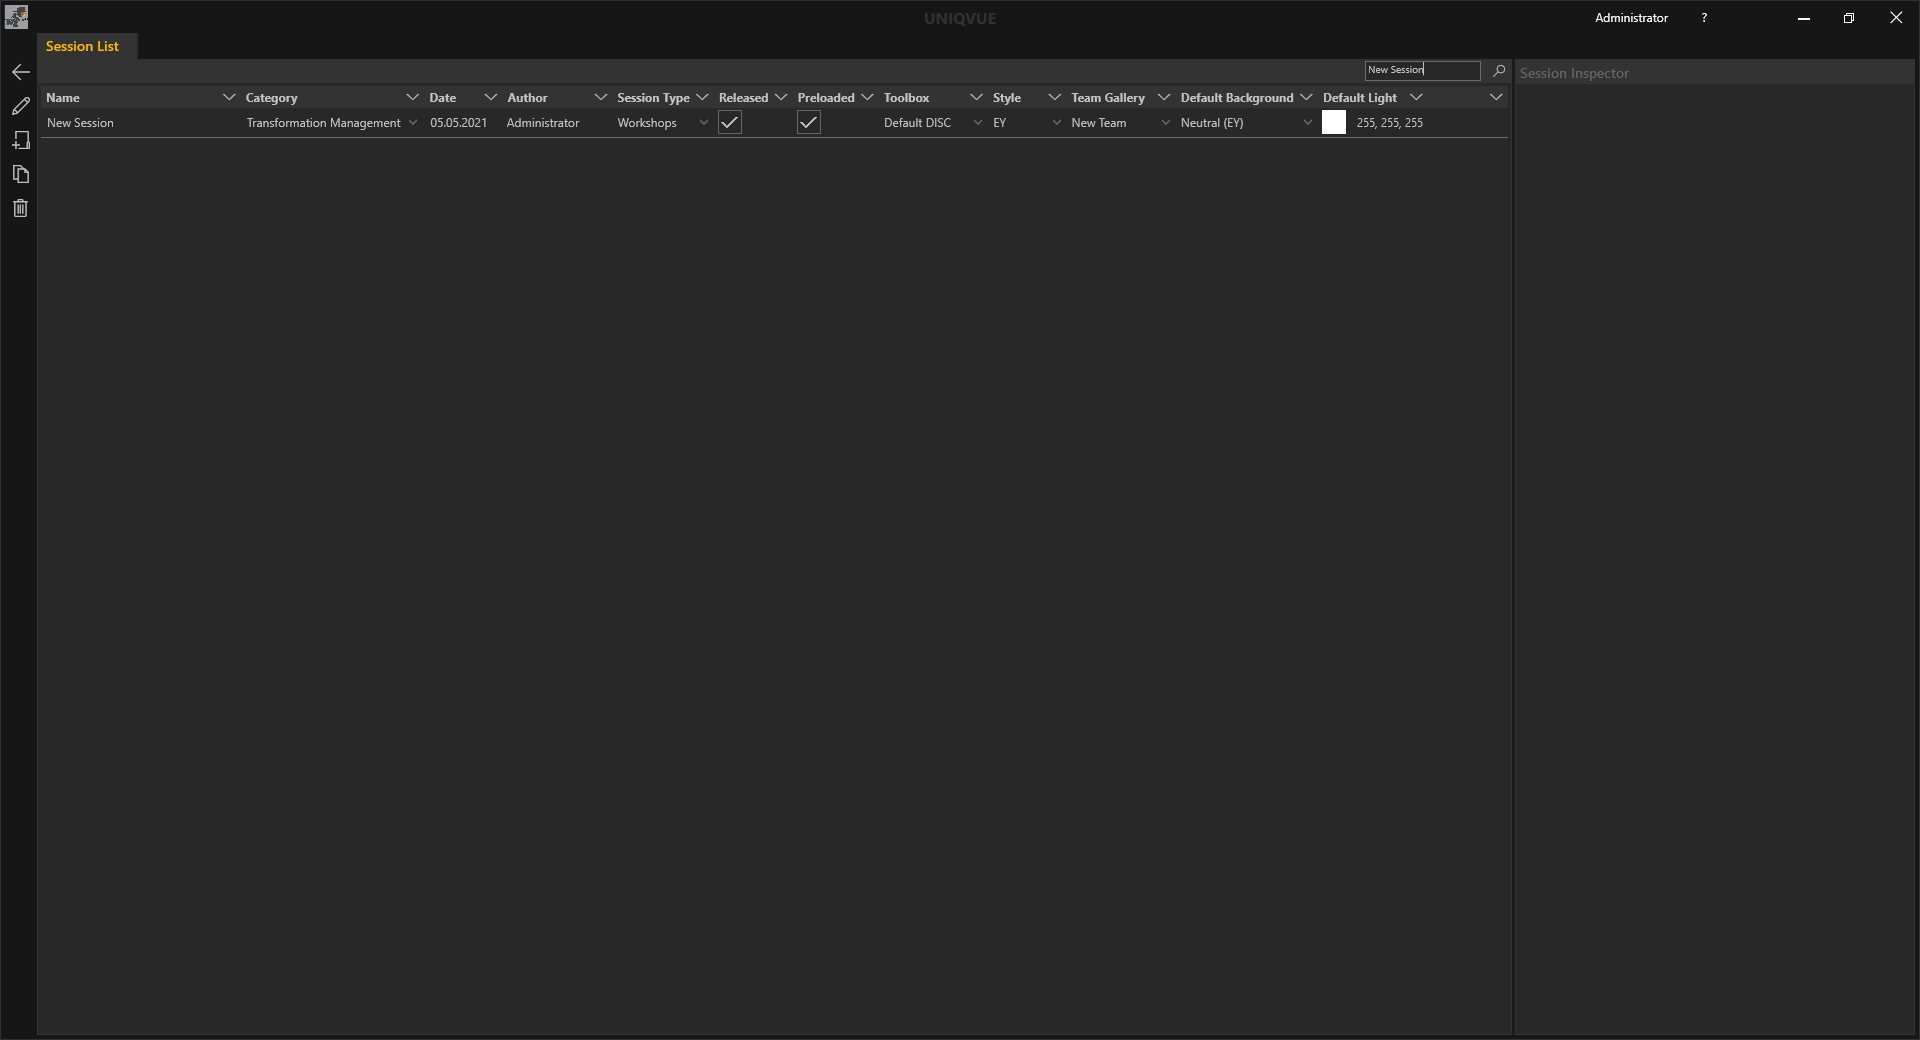 UNIQVUE
Administrator ?
Session List
New Session
Session Inspector
Name Category Date Author Session Type Released Preloaded Toolbox Style Team Gallery Default Background Default Light
New Session Transformation Management 05.05.2021 Administrator Workshops Default DISC EY New Team Neutral (EY) 255, 255, 255